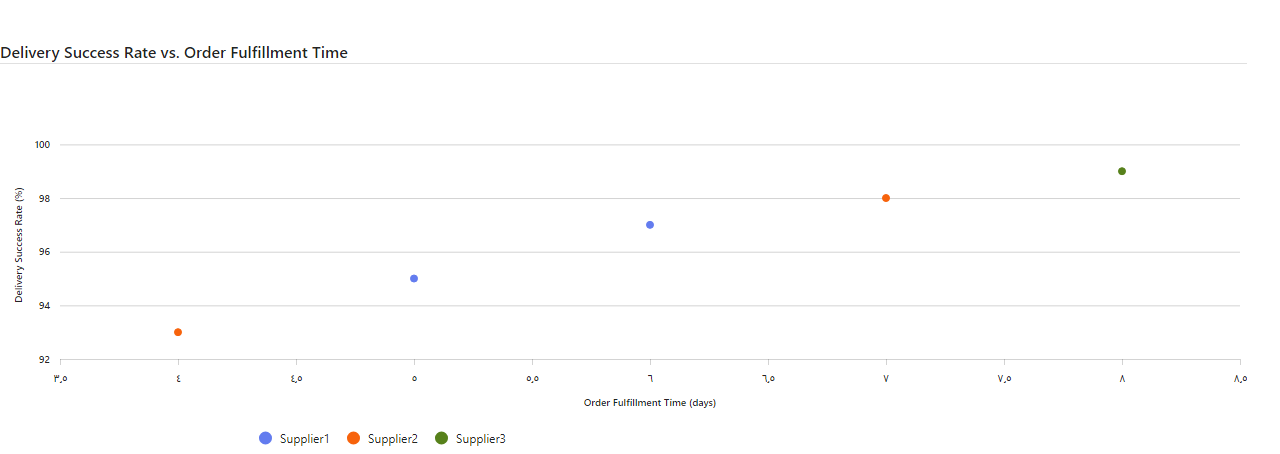 Delivery Success Rate vs. Order Fulfillment Time
100
98
96
94
92
Delivery Success Rate (%)
٣٫٥ ٤ ٤٫٥ ٥ ٥٫٥ ٦ ٦٫٥ ٧ ٧٫٥ ٨ ٨٫٥
Order Fulfillment Time (days)
Supplier1 Supplier2 Supplier3